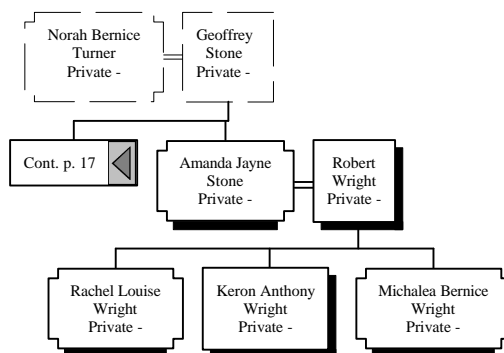 Norah Bernice
Turner
Private -
Geoffrey
Stone
Private -
Cont. p. 17
Amanda Jayne
Stone
Private -
Robert
Wright
Private -
Rachel Louise
Wright
Private -
Keron Anthony
Wright
Private -
Michalea Bernice
Wright
Private -